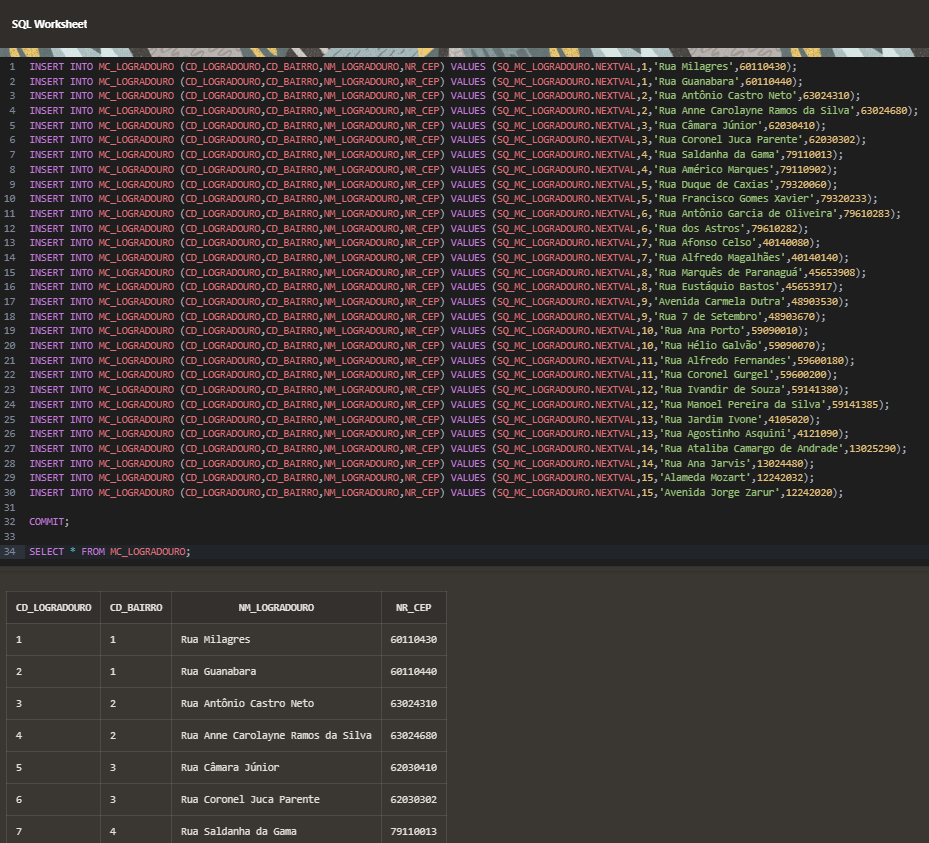 SQL Worksheet
1 INSERT INTO MC_LOGRADOURO (CD_LOGRADOURO,CD_BAIRRO,NM_LOGRADOURO,NR_CEP) VALUES (SQ_MC_LOGRADOURO.NEXTVAL,1,'Rua Milagres',60110430);
2 INSERT INTO MC_LOGRADOURO (CD_LOGRADOURO,CD_BAIRRO,NM_LOGRADOURO,NR_CEP) VALUES (SQ_MC_LOGRADOURO.NEXTVAL,1,'Rua Guanabara',60110440);
3 INSERT INTO MC_LOGRADOURO (CD_LOGRADOURO,CD_BAIRRO,NM_LOGRADOURO,NR_CEP) VALUES (SQ_MC_LOGRADOURO.NEXTVAL,2,'Rua Antônio Castro Neto',63024310);
4 INSERT INTO MC_LOGRADOURO (CD_LOGRADOURO,CD_BAIRRO,NM_LOGRADOURO,NR_CEP) VALUES (SQ_MC_LOGRADOURO.NEXTVAL,2,'Rua Anne Carolayne Ramos da Silva',63024680);
5 INSERT INTO MC_LOGRADOURO (CD_LOGRADOURO,CD_BAIRRO,NM_LOGRADOURO,NR_CEP) VALUES (SQ_MC_LOGRADOURO.NEXTVAL,3,'Rua Câmara Júnior',62030410);
6 INSERT INTO MC_LOGRADOURO (CD_LOGRADOURO,CD_BAIRRO,NM_LOGRADOURO,NR_CEP) VALUES (SQ_MC_LOGRADOURO.NEXTVAL,3,'Rua Coronel Juca Parente',62030302);
7 INSERT INTO MC_LOGRADOURO (CD_LOGRADOURO,CD_BAIRRO,NM_LOGRADOURO,NR_CEP) VALUES (SQ_MC_LOGRADOURO.NEXTVAL,4,'Rua Saldanha da Gama',79110013);
8 INSERT INTO MC_LOGRADOURO (CD_LOGRADOURO,CD_BAIRRO,NM_LOGRADOURO,NR_CEP) VALUES (SQ_MC_LOGRADOURO.NEXTVAL,4,'Rua Américo Marques',79110902);
9 INSERT INTO MC_LOGRADOURO (CD_LOGRADOURO,CD_BAIRRO,NM_LOGRADOURO,NR_CEP) VALUES (SQ_MC_LOGRADOURO.NEXTVAL,5,'Rua Duque de Caxias',79320060);
10 INSERT INTO MC_LOGRADOURO (CD_LOGRADOURO,CD_BAIRRO,NM_LOGRADOURO,NR_CEP) VALUES (SQ_MC_LOGRADOURO.NEXTVAL,5,'Rua Francisco Gomes Xavier',79320233);
11 INSERT INTO MC_LOGRADOURO (CD_LOGRADOURO,CD_BAIRRO,NM_LOGRADOURO,NR_CEP) VALUES (SQ_MC_LOGRADOURO.NEXTVAL,6,'Rua Antônio Garcia de Oliveira',79610283);
12 INSERT INTO MC_LOGRADOURO (CD_LOGRADOURO,CD_BAIRRO,NM_LOGRADOURO,NR_CEP) VALUES (SQ_MC_LOGRADOURO.NEXTVAL,6,'Rua dos Astros',79610282);
13 INSERT INTO MC_LOGRADOURO (CD_LOGRADOURO,CD_BAIRRO,NM_LOGRADOURO,NR_CEP) VALUES (SQ_MC_LOGRADOURO.NEXTVAL,7,'Rua Afonso Celso',40140080);
14 INSERT INTO MC_LOGRADOURO (CD_LOGRADOURO,CD_BAIRRO,NM_LOGRADOURO,NR_CEP) VALUES (SQ_MC_LOGRADOURO.NEXTVAL,7,'Rua Alfredo Magalhães',40140140);
15 INSERT INTO MC_LOGRADOURO (CD_LOGRADOURO,CD_BAIRRO,NM_LOGRADOURO,NR_CEP) VALUES (SQ_MC_LOGRADOURO.NEXTVAL,8,'Rua Marquês de Paranaguá',45653908);
16 INSERT INTO MC_LOGRADOURO (CD_LOGRADOURO,CD_BAIRRO,NM_LOGRADOURO,NR_CEP) VALUES (SQ_MC_LOGRADOURO.NEXTVAL,8,'Rua Eustáquio Bastos',45653917);
17 INSERT INTO MC_LOGRADOURO (CD_LOGRADOURO,CD_BAIRRO,NM_LOGRADOURO,NR_CEP) VALUES (SQ_MC_LOGRADOURO.NEXTVAL,9,'Avenida Carmela Dutra',48903530);
18 INSERT INTO MC_LOGRADOURO (CD_LOGRADOURO,CD_BAIRRO,NM_LOGRADOURO,NR_CEP) VALUES (SQ_MC_LOGRADOURO.NEXTVAL,9,'Rua 7 de Setembro',48903670);
19 INSERT INTO MC_LOGRADOURO (CD_LOGRADOURO,CD_BAIRRO,NM_LOGRADOURO,NR_CEP) VALUES (SQ_MC_LOGRADOURO.NEXTVAL,10,'Rua Ana Porto',59090010);
20 INSERT INTO MC_LOGRADOURO (CD_LOGRADOURO,CD_BAIRRO,NM_LOGRADOURO,NR_CEP) VALUES (SQ_MC_LOGRADOURO.NEXTVAL,10,'Rua Hélio Galvão',59090070);
21 INSERT INTO MC_LOGRADOURO (CD_LOGRADOURO,CD_BAIRRO,NM_LOGRADOURO,NR_CEP) VALUES (SQ_MC_LOGRADOURO.NEXTVAL,11,'Rua Alfredo Fernandes',59600180);
22 INSERT INTO MC_LOGRADOURO (CD_LOGRADOURO,CD_BAIRRO,NM_LOGRADOURO,NR_CEP) VALUES (SQ_MC_LOGRADOURO.NEXTVAL,11,'Rua Coronel Gurgel',59600200);
23 INSERT INTO MC_LOGRADOURO (CD_LOGRADOURO,CD_BAIRRO,NM_LOGRADOURO,NR_CEP) VALUES (SQ_MC_LOGRADOURO.NEXTVAL,12,'Rua Ivandir de Souza',59141380);
24 INSERT INTO MC_LOGRADOURO (CD_LOGRADOURO,CD_BAIRRO,NM_LOGRADOURO,NR_CEP) VALUES (SQ_MC_LOGRADOURO.NEXTVAL,12,'Rua Manoel Pereira da Silva',59141385);
25 INSERT INTO MC_LOGRADOURO (CD_LOGRADOURO,CD_BAIRRO,NM_LOGRADOURO,NR_CEP) VALUES (SQ_MC_LOGRADOURO.NEXTVAL,13,'Rua Jardim Ivone',4105020);
26 INSERT INTO MC_LOGRADOURO (CD_LOGRADOURO,CD_BAIRRO,NM_LOGRADOURO,NR_CEP) VALUES (SQ_MC_LOGRADOURO.NEXTVAL,13,'Rua Agostinho Asquini',4121090);
27 INSERT INTO MC_LOGRADOURO (CD_LOGRADOURO,CD_BAIRRO,NM_LOGRADOURO,NR_CEP) VALUES (SQ_MC_LOGRADOURO.NEXTVAL,14,'Rua Ataliba Camargo de Andrade',13025290);
28 INSERT INTO MC_LOGRADOURO (CD_LOGRADOURO,CD_BAIRRO,NM_LOGRADOURO,NR_CEP) VALUES (SQ_MC_LOGRADOURO.NEXTVAL,14,'Rua Ana Jarvis',13024480);
29 INSERT INTO MC_LOGRADOURO (CD_LOGRADOURO,CD_BAIRRO,NM_LOGRADOURO,NR_CEP) VALUES (SQ_MC_LOGRADOURO.NEXTVAL,15,'Alameda Mozart',12242032);
30 INSERT INTO MC_LOGRADOURO (CD_LOGRADOURO,CD_BAIRRO,NM_LOGRADOURO,NR_CEP) VALUES (SQ_MC_LOGRADOURO.NEXTVAL,15,'Avenida Jorge Zarur',12242020);
31
32 COMMIT;
33
34 SELECT * FROM MC_LOGRADOURO;
CD_LOGRADOURO CD_BAIRRO NM_LOGRADOURO NR_CEP
1 1 Rua Milagres 60110430
2 1 Rua Guanabara 60110440
3 2 Rua Antônio Castro Neto 63024310
4 2 Rua Anne Carolayne Ramos da Silva 63024680
5 3 Rua Câmara Júnior 62030410
6 3 Rua Coronel Juca Parente 62030302
7 4 Rua Saldanha da Gama 79110013